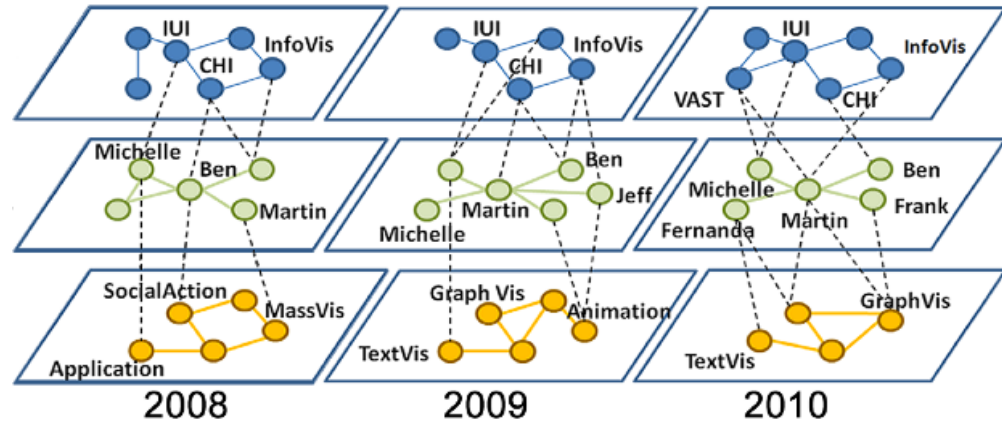 IUI
InfoVis
CHI
Michelle
Ben
Martin
SocialAction
MassVis
Application
2008
IUI
InfoVis
CHI
Ben
Jeff
Martin
Michelle
Graph Vis
Animation
TextVis
2009
IUI
InfoVis
VAST
CHI
Ben
Michelle
Frank
Martin
Fernanda
GraphVis
TextVis
2010